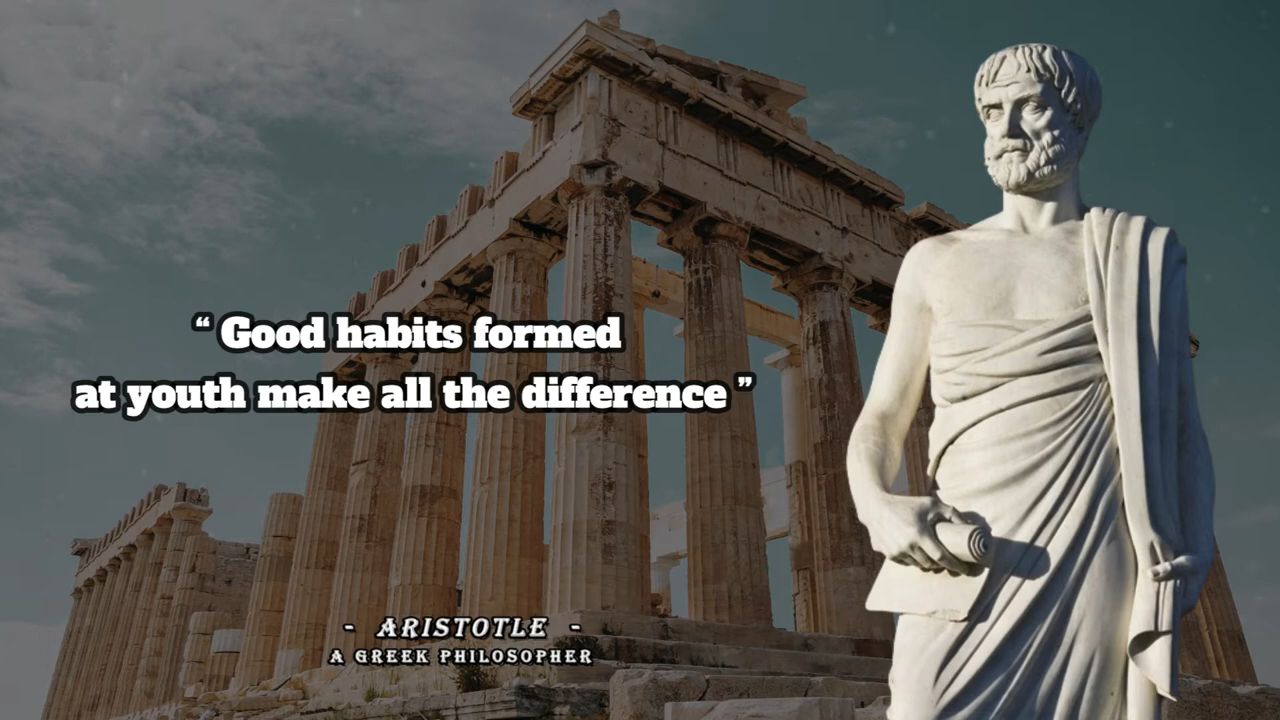 “ Good habits formed
at youth make all the difference ”
- ARISTOTLE -
A GREEK PHILOSOPHER